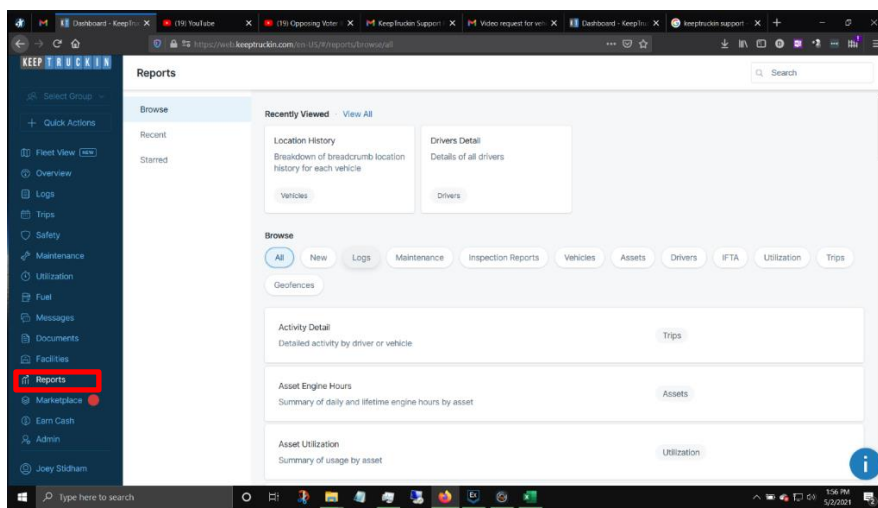 Dashboard - KeepTru
(19) YouTube
(19) Opposing Voter
KeepTruckin Support
Video request for veh
Dashboard - KeepTru
keeptruckin support -
https://web.keeptruckin.com/en-US/#/reports/browse/all
KEEP TRUCKIN
Reports
Search
Select Group
+ Quick Actions
Fleet View NEW
Overview
Logs
Trips
Safety
Maintenance
Utilization
Fuel
Messages
Documents
Facilities
Reports
Marketplace
Earn Cash
Admin
Joey Stidham
Browse
Recent
Starred
Recently Viewed · View All
Location History
Breakdown of breadcrumb location
history for each vehicle
Vehicles
Drivers Detail
Details of all drivers
Drivers
Browse
All New Logs Maintenance Inspection Reports Vehicles Assets Drivers IFTA Utilization Trips
Geofences
Activity Detail
Detailed activity by driver or vehicle
Trips
Asset Engine Hours
Summary of daily and lifetime engine hours by asset
Assets
Asset Utilization
Summary of usage by asset
Utilization
i
Type here to search
1:56 PM
5/2/2021